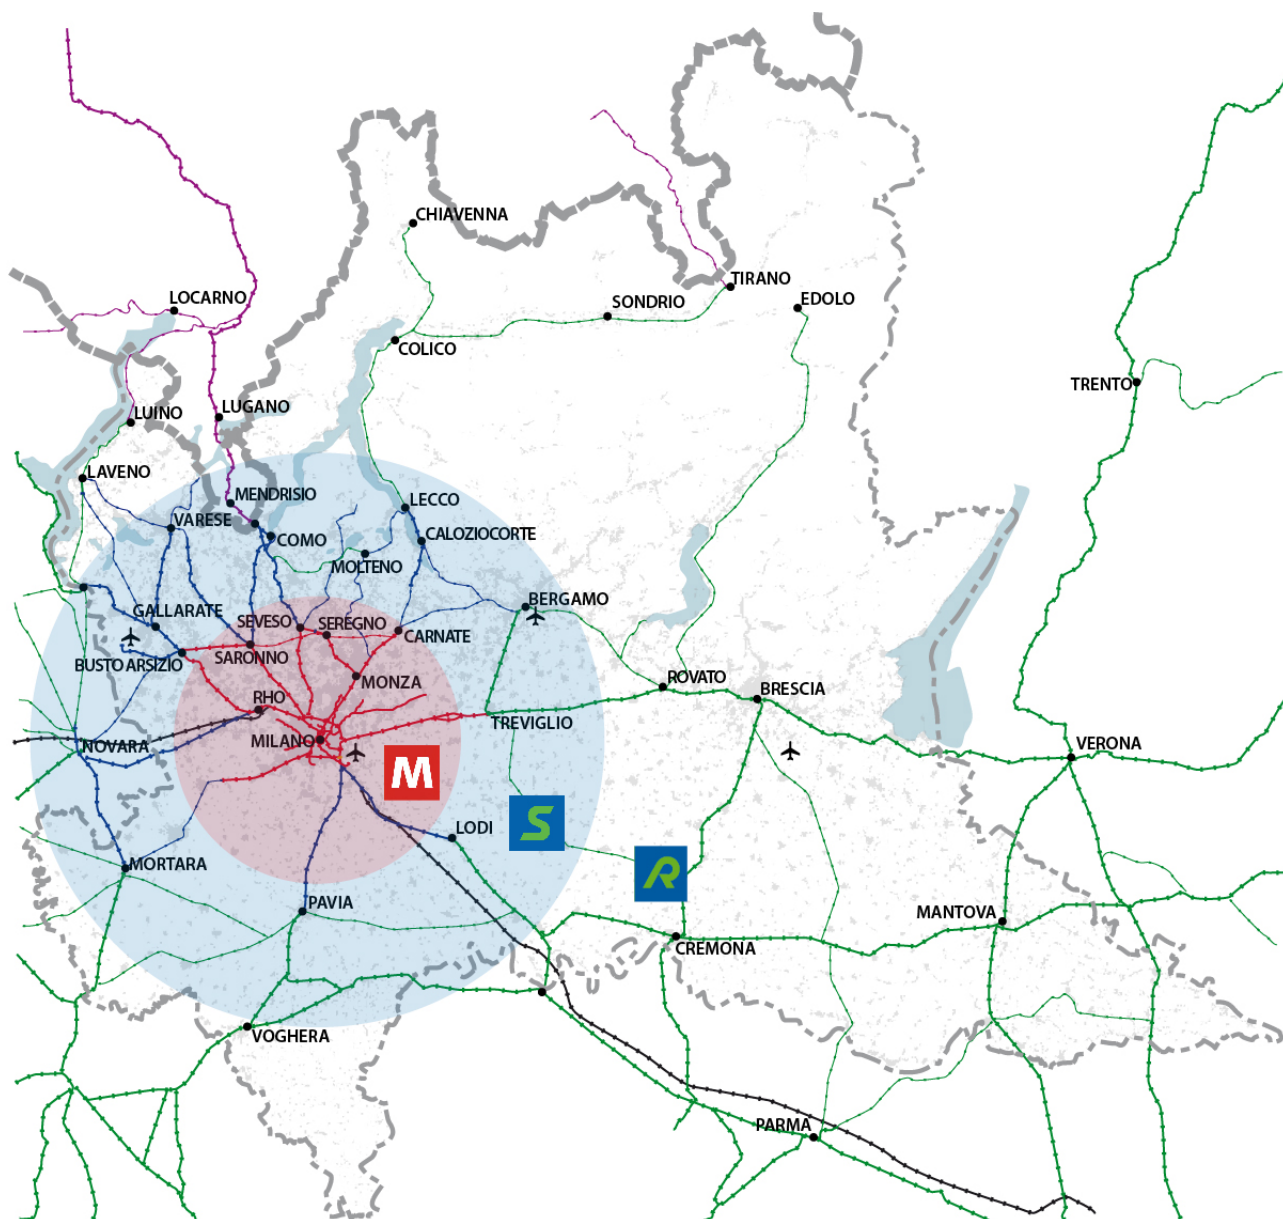 CHIAVENNA
TIRANO
LOCARNO
SONDRIO
EDOLO
COLICO
TRENTO
LUINO
LUGANO
LAVENO
MENDRISIO
LECCO
VARESE
COMO
CALOZIOCORTE
MOLTENO
BERGAMO
GALLARATE
SEVESO
SEREGNO
CARNATE
BUSTO ARSIZIO
SARONNO
ROVATO
MONZA
BRESCIA
RHO
TREVIGLIO
MILANO
NOVARA
VERONA
M
S
LODI
MORTARA
R
PAVIA
MANTOVA
CREMONA
VOGHERA
PARMA